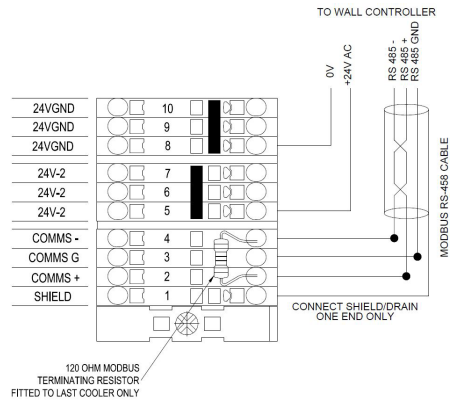 TO WALL CONTROLLER
0V
+24V AC
RS 485 -
RS 485 +
RS 485 GND
24VGND 10
24VGND 9
24VGND 8
24V-2 7
24V-2 6
24V-2 5
COMMS - 4
COMMS G 3
COMMS + 2
SHIELD 1
MODBUS RS-458 CABLE
CONNECT SHIELD/DRAIN
ONE END ONLY
120 OHM MODBUS
TERMINATING RESISTOR
FITTED TO LAST COOLER ONLY